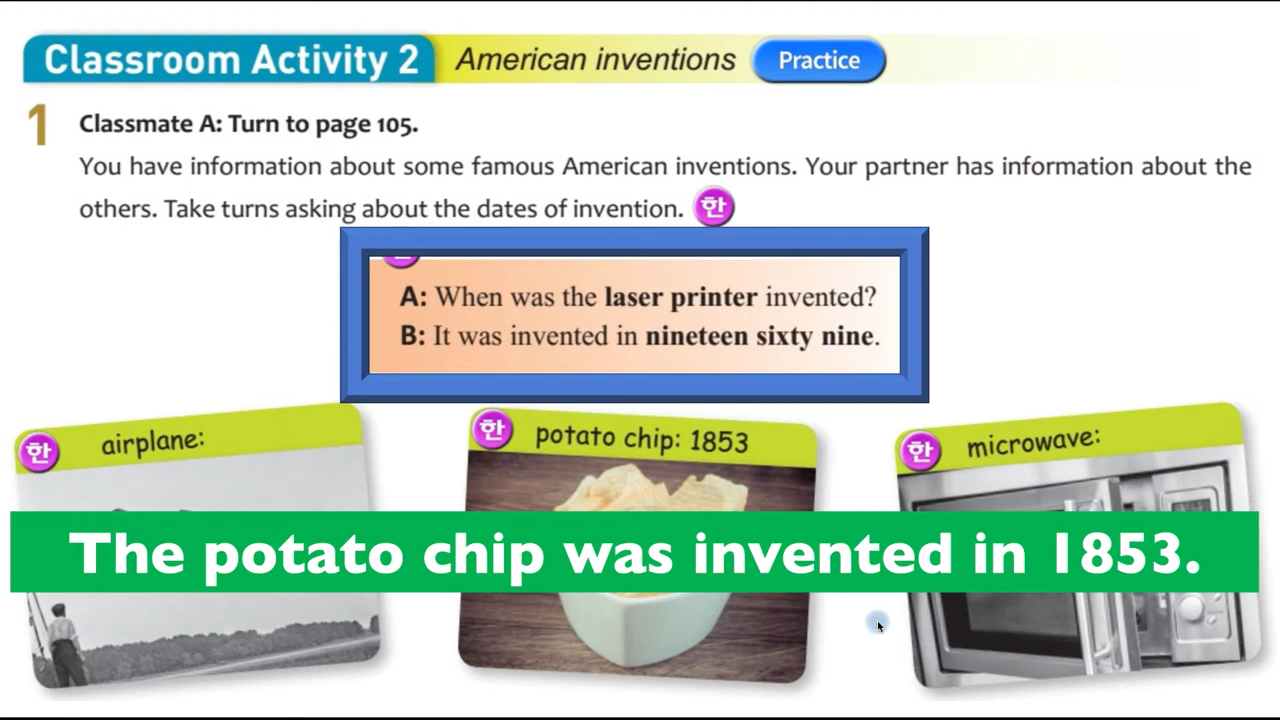 Classroom Activity 2 American inventions Practice
1 Classmate A: Turn to page 105.
You have information about some famous American inventions. Your partner has information about the
others. Take turns asking about the dates of invention. 한
A: When was the laser printer invented?
B: It was invented in nineteen sixty nine.
한 airplane:
한 potato chip: 1853
한 microwave:
The potato chip was invented in 1853.